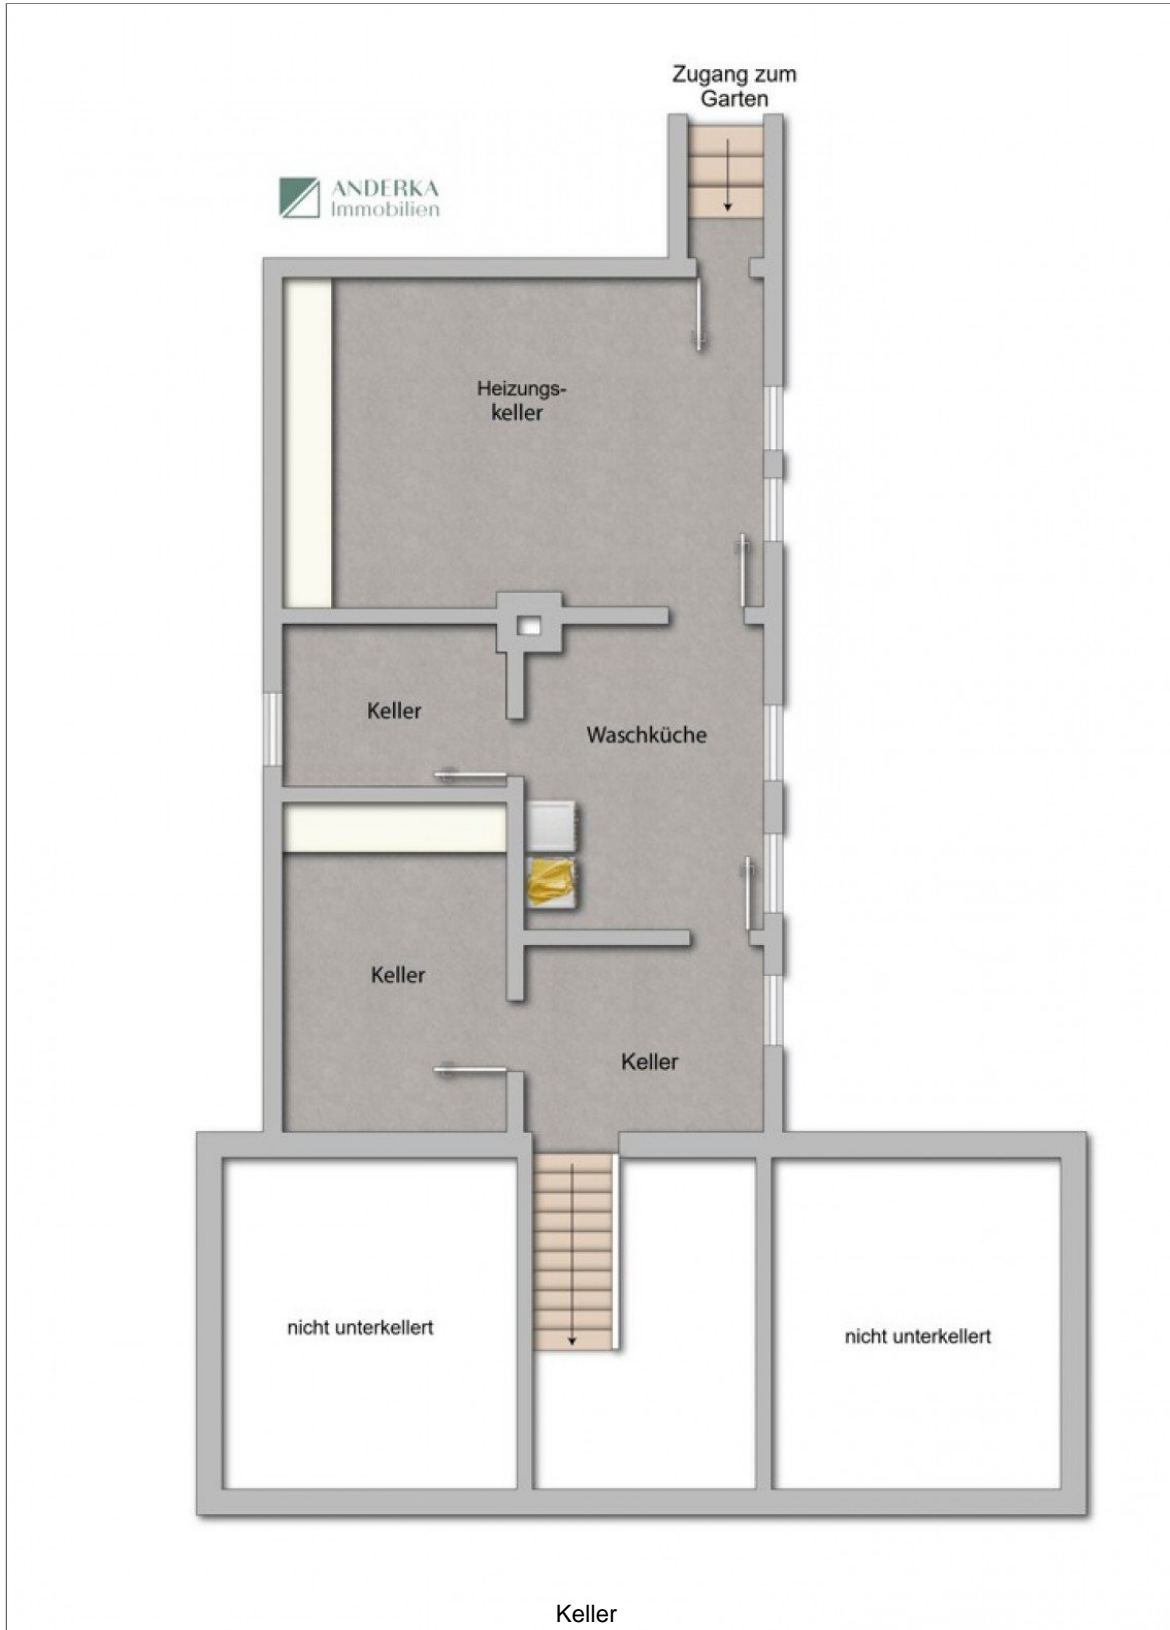 Zugang zum
Garten
ANDERKA
Immobilien
Heizungs-
keller
Keller
Waschküche
Keller
Keller
nicht unterkellert
nicht unterkellert
Keller